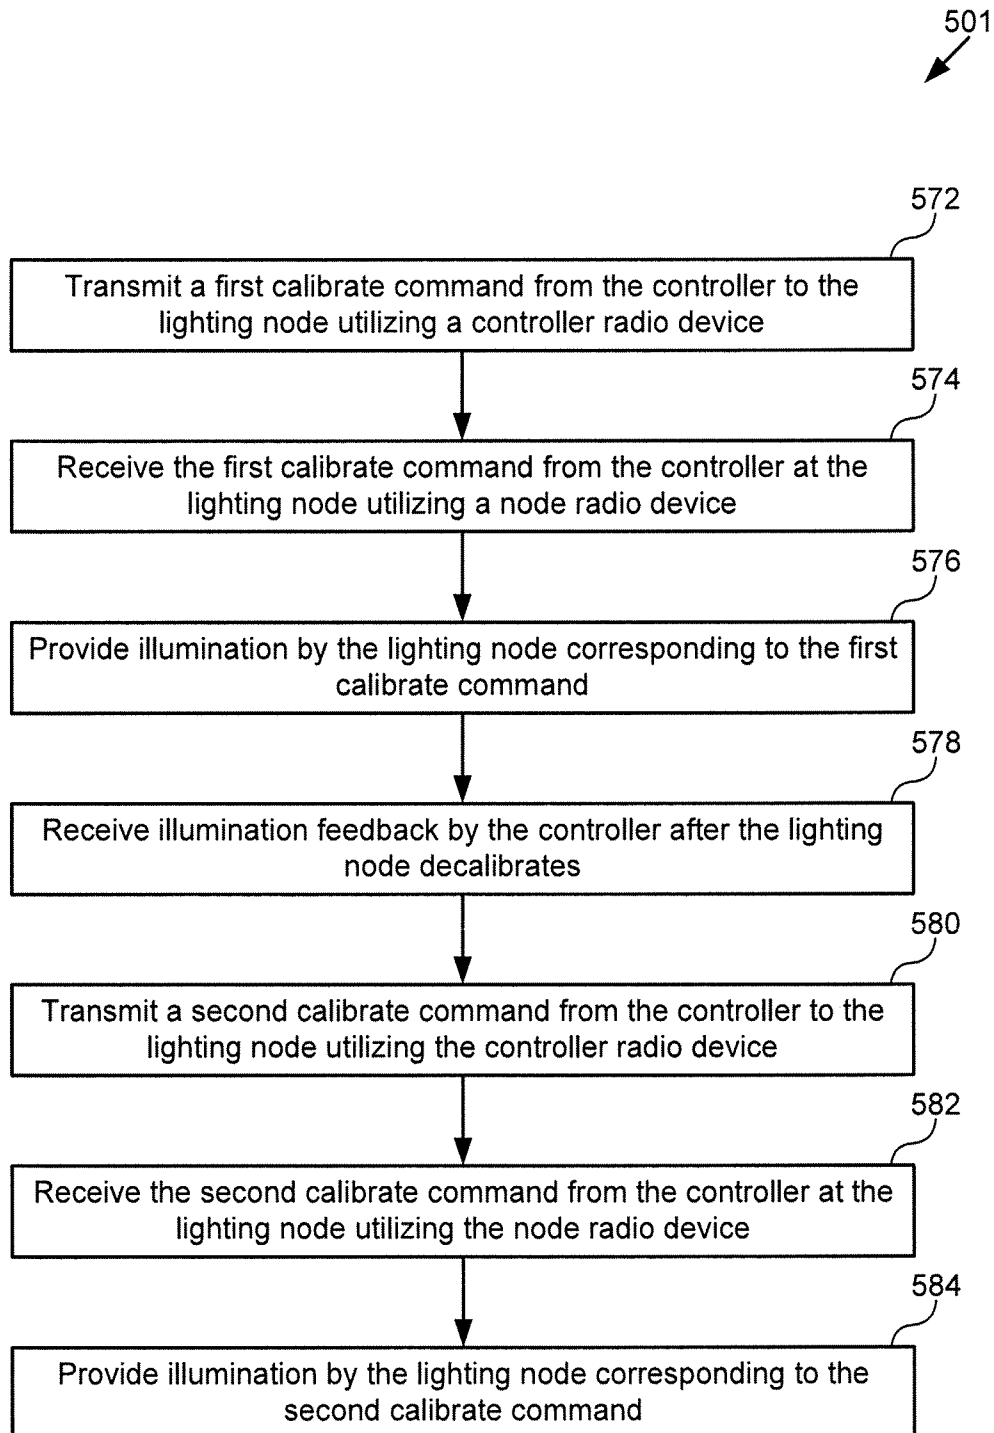 501
572
Transmit a first calibrate command from the controller to the
lighting node utilizing a controller radio device
574
Receive the first calibrate command from the controller at the
lighting node utilizing a node radio device
576
Provide illumination by the lighting node corresponding to the first
calibrate command
578
Receive illumination feedback by the controller after the lighting
node decalibrates
580
Transmit a second calibrate command from the controller to the
lighting node utilizing the controller radio device
582
Receive the second calibrate command from the controller at the
lighting node utilizing the node radio device
584
Provide illumination by the lighting node corresponding to the
second calibrate command